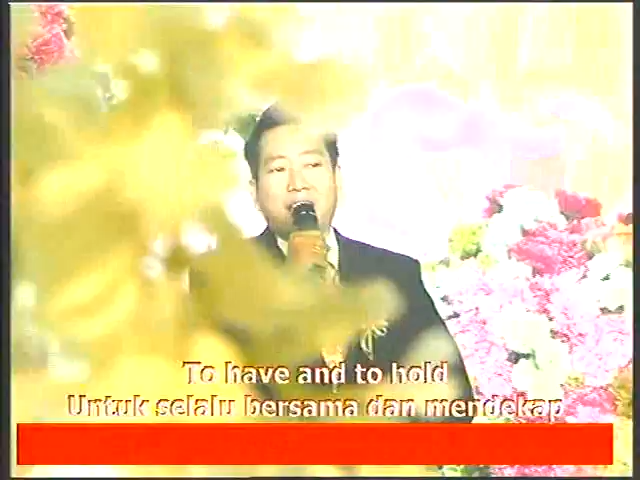 To have and to hold
Untuk selalu bersama dan mendekap